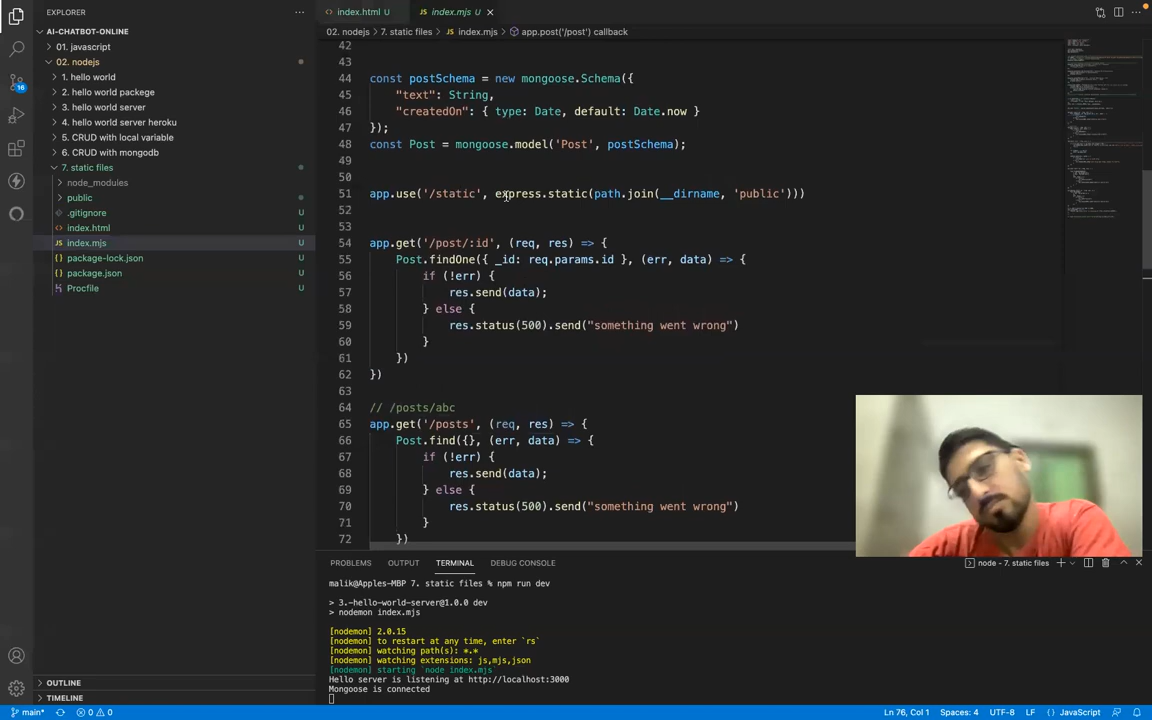 EXPLORER
index.html U
index.mjs U
02. nodejs > 7. static files > index.mjs > app.post('/post') callback
AI-CHATBOT-ONLINE
01. javascript
02. nodejs
1. hello world
2. hello world packege
3. hello world server
4. hello world server heroku
5. CRUD with local variable
6. CRUD with mongodb
7. static files
node_modules
public
.gitignore U
index.html U
index.mjs U
package-lock.json U
package.json U
Procfile U
16
42
43
44 const postSchema = new mongoose.Schema({
45 "text": String,
46 "createdOn": { type: Date, default: Date.now }
47 });
48 const Post = mongoose.model('Post', postSchema);
49
50
51 app.use('/static', express.static(path.join(__dirname, 'public')))
52
53
54 app.get('/post/:id', (req, res) => {
55 Post.findOne({ _id: req.params.id }, (err, data) => {
56 if (!err) {
57 res.send(data);
58 } else {
59 res.status(500).send("something went wrong")
60 }
61 })
62 })
63
64 // /posts/abc
65 app.get('/posts', (req, res) => {
66 Post.find({}, (err, data) => {
67 if (!err) {
68 res.send(data);
69 } else {
70 res.status(500).send("something went wrong")
71 }
72 })
PROBLEMS OUTPUT TERMINAL DEBUG CONSOLE
node - 7. static files
malik@Apples-MBP 7. static files % npm run dev
> 3.-hello-world-server@1.0.0 dev
> nodemon index.mjs
[nodemon] 2.0.15
[nodemon] to restart at any time, enter `rs`
[nodemon] watching path(s): *.*
[nodemon] watching extensions: js,mjs,json
[nodemon] starting `node index.mjs`
Hello server is listening at http://localhost:3000
Mongoose is connected
OUTLINE
TIMELINE
main* 0 0
Ln 76, Col 1 Spaces: 4 UTF-8 LF JavaScript